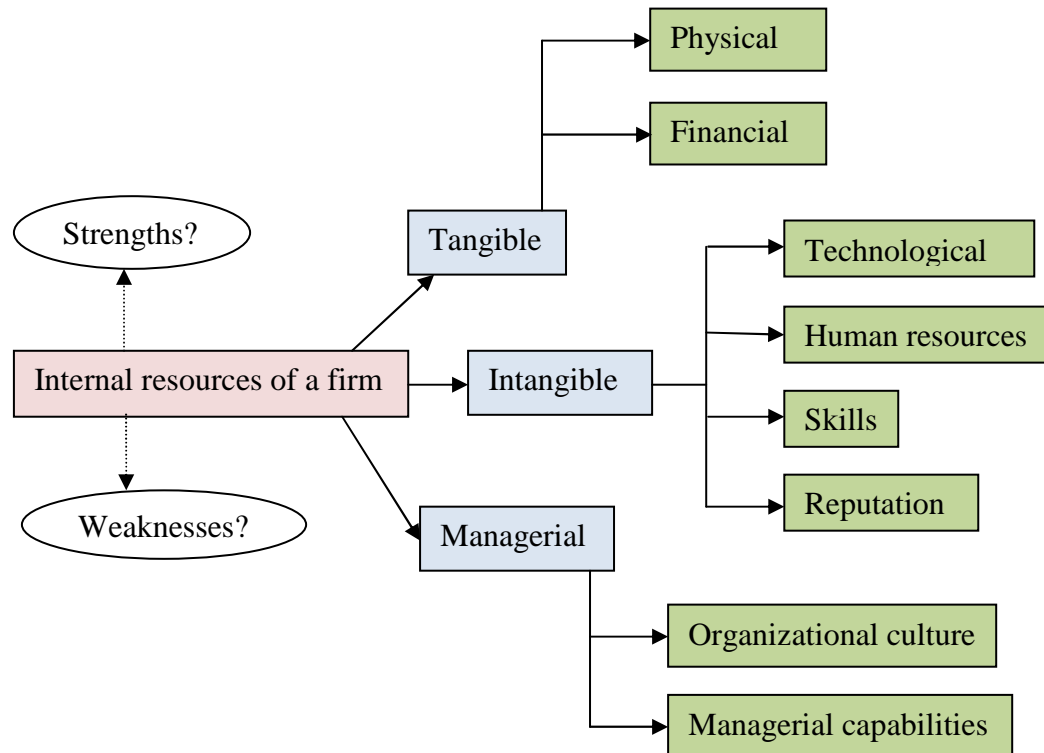 Physical
Financial
Strengths?
Tangible
Technological
Human resources
Internal resources of a firm
Intangible
Skills
Reputation
Weaknesses?
Managerial
Organizational culture
Managerial capabilities